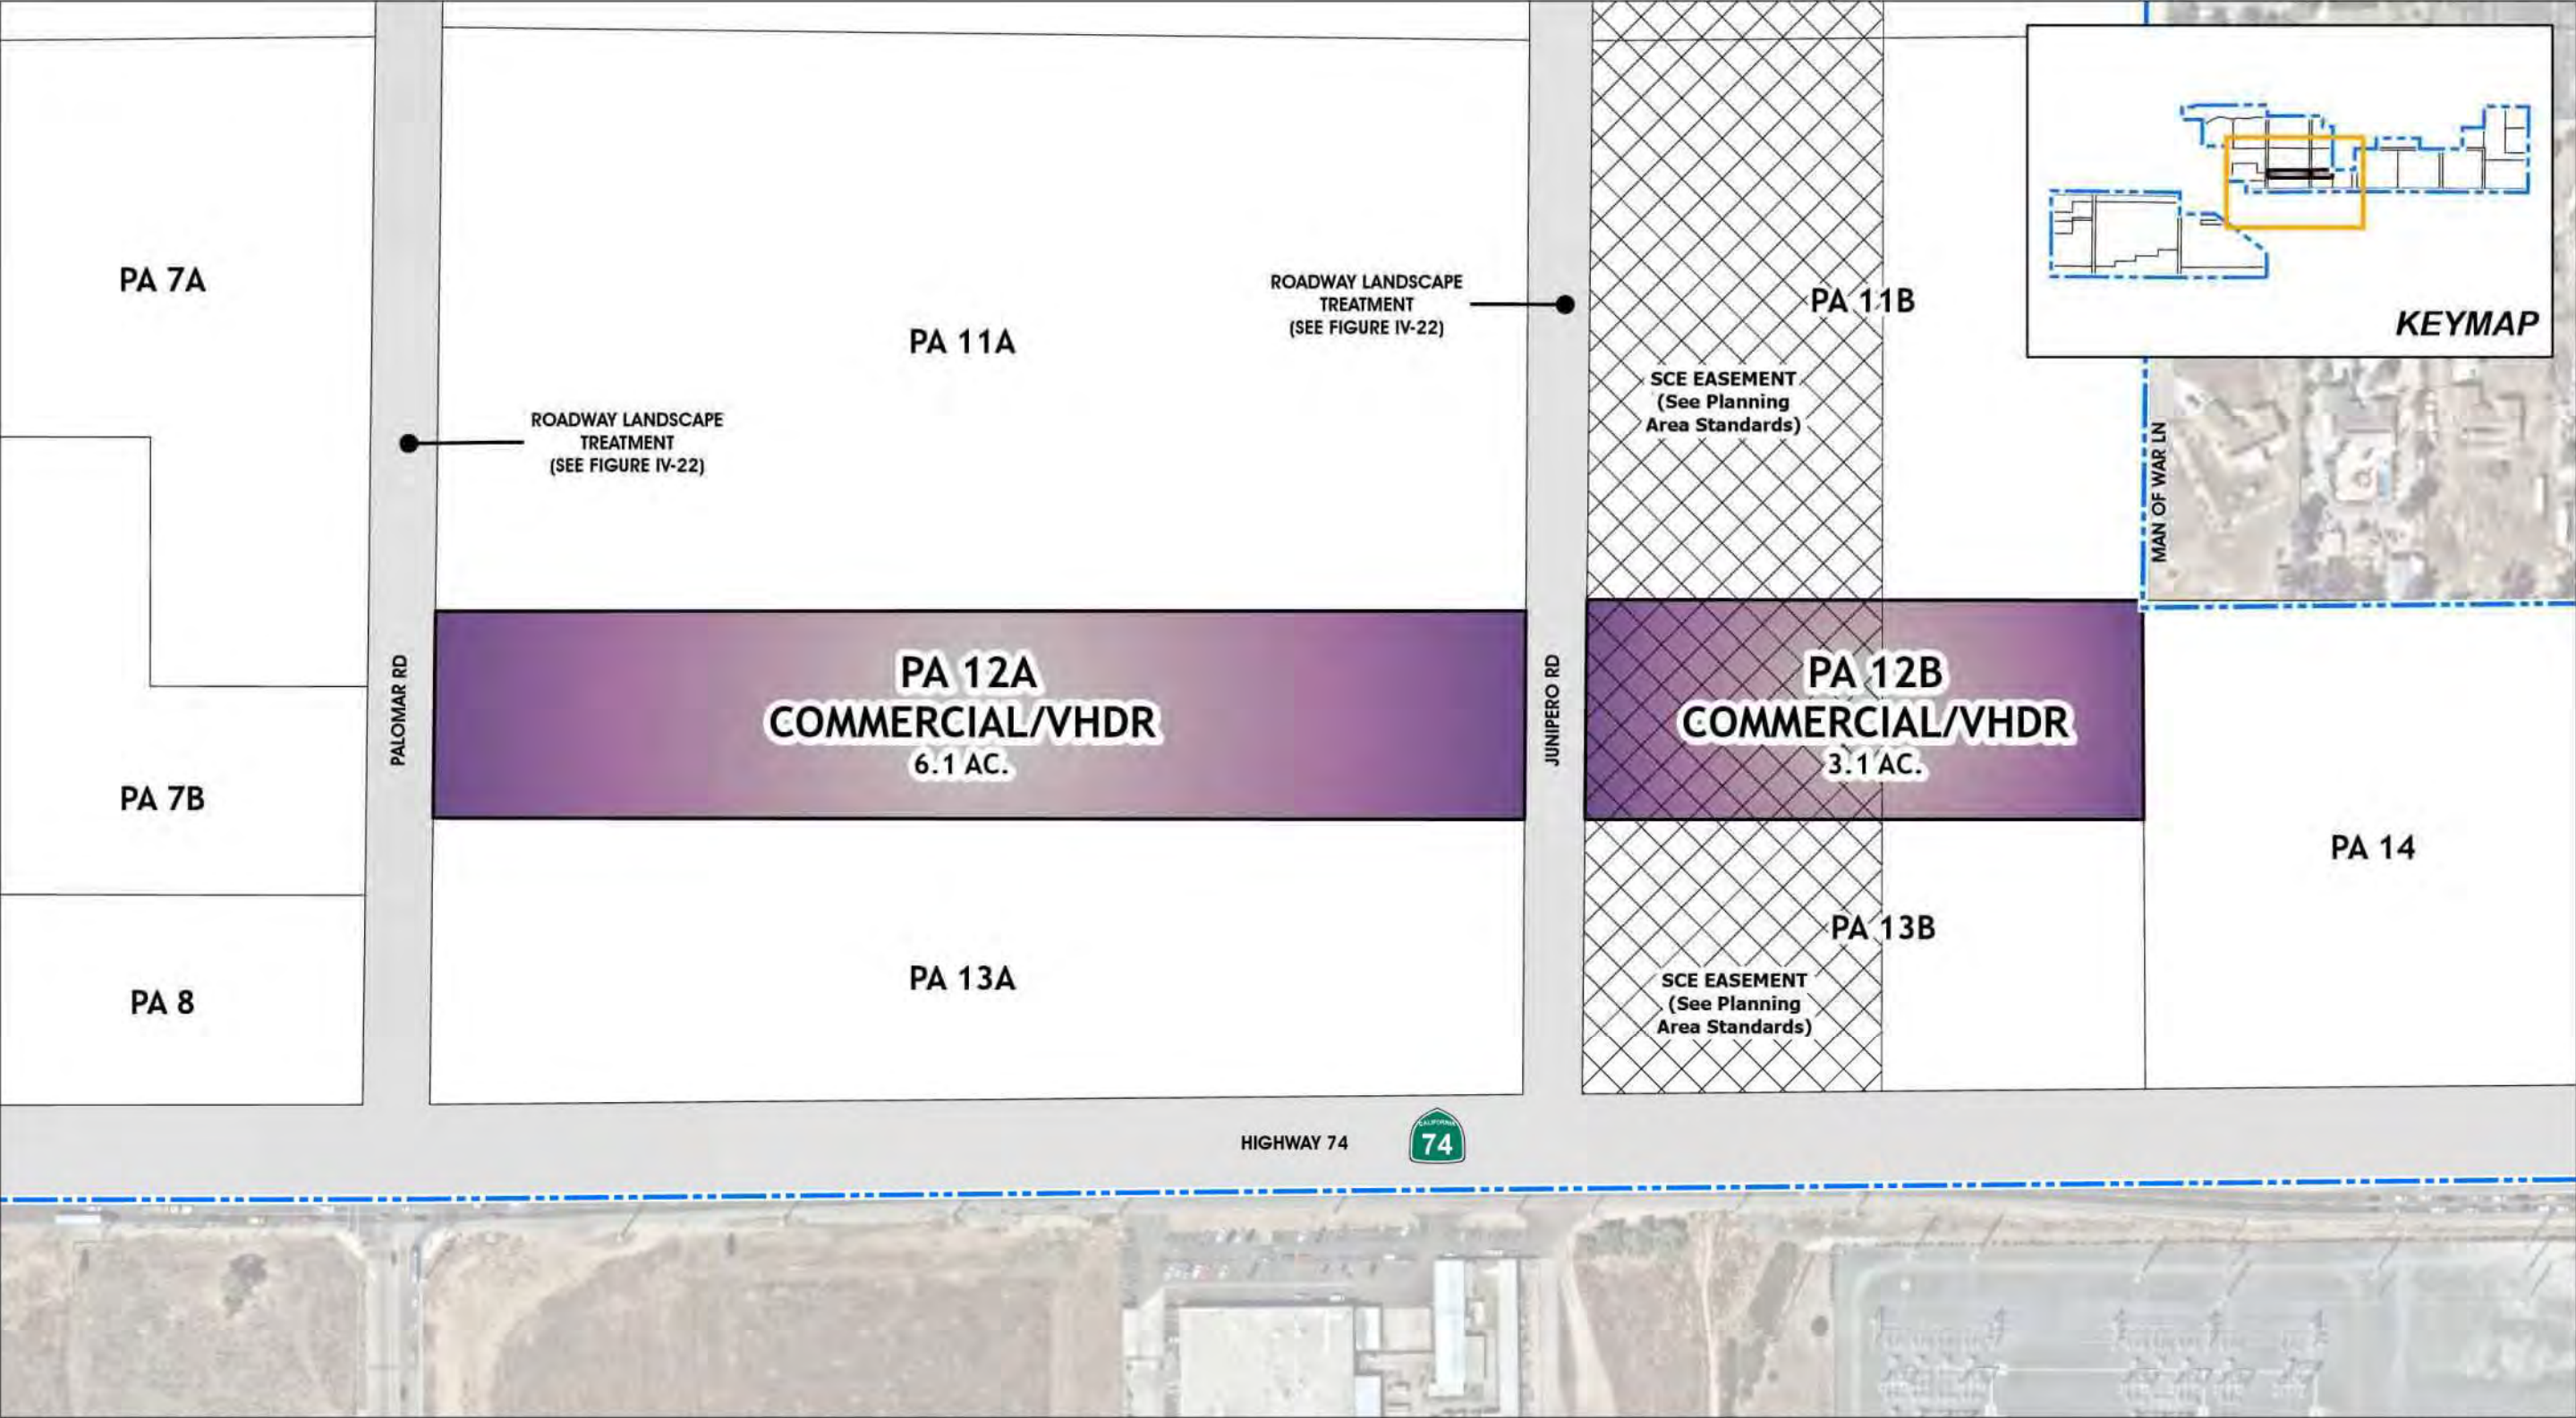 PA 7A
PA 11A
ROADWAY LANDSCAPE
TREATMENT
(SEE FIGURE IV-22)
ROADWAY LANDSCAPE
TREATMENT
(SEE FIGURE IV-22)
PA 11B
SCE EASEMENT
(See Planning
Area Standards)
KEYMAP
MAN OF WAR LN
PALOMAR RD
PA 12A
COMMERCIAL/VHDR
6.1 AC.
JUNIPERO RD
PA 12B
COMMERCIAL/VHDR
3.1 AC.
PA 7B
PA 8
PA 13A
PA 13B
SCE EASEMENT
(See Planning
Area Standards)
PA 14
HIGHWAY 74
CALIFORNIA
74